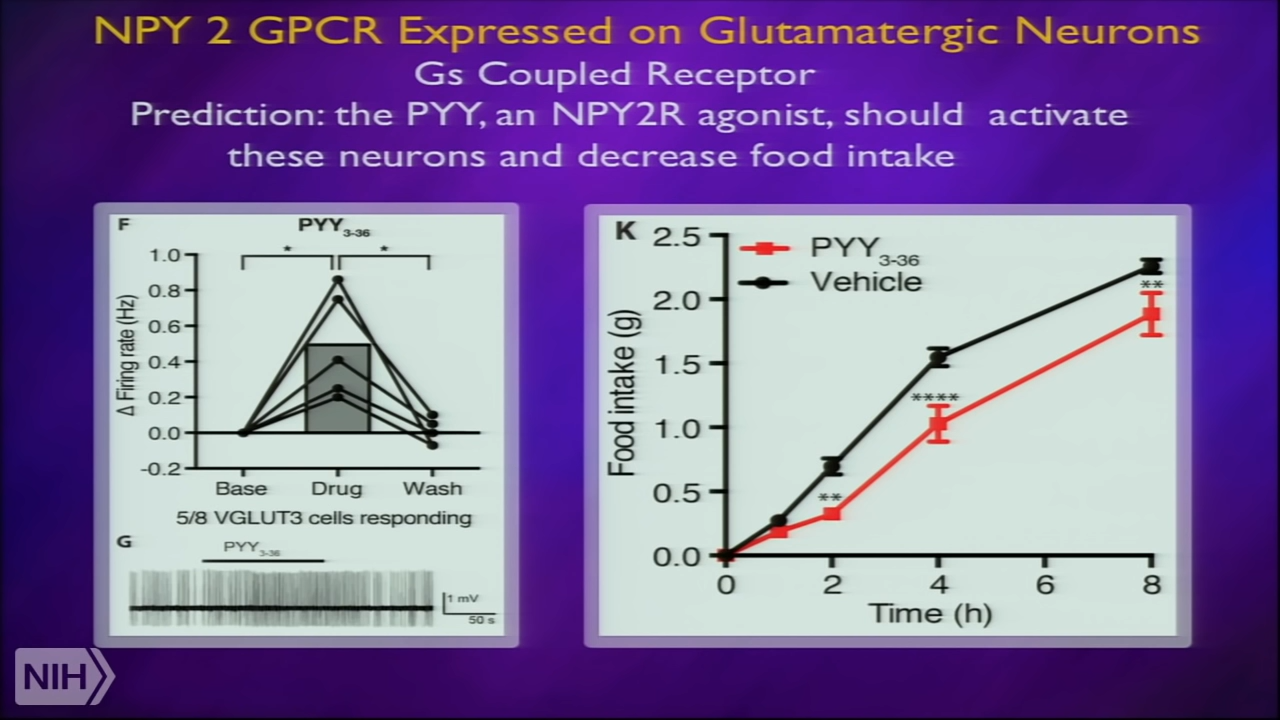 NPY 2 GPCR Expressed on Glutamatergic Neurons
Gs Coupled Receptor
Prediction: the PYY, an NPY2R agonist, should activate
these neurons and decrease food intake
F
PYY3-36
* *
1.0
0.8
0.6
0.4
0.2
0.0
-0.2
Δ Firing rate (Hz)
Base Drug Wash
5/8 VGLUT3 cells responding
G
PYY3-36
1 mV
50 s
K
PYY3-36
Vehicle
2.5
2.0
1.5
1.0
0.5
0.0
Food intake (g)
**
****
**
0 2 4 6 8
Time (h)
NIH